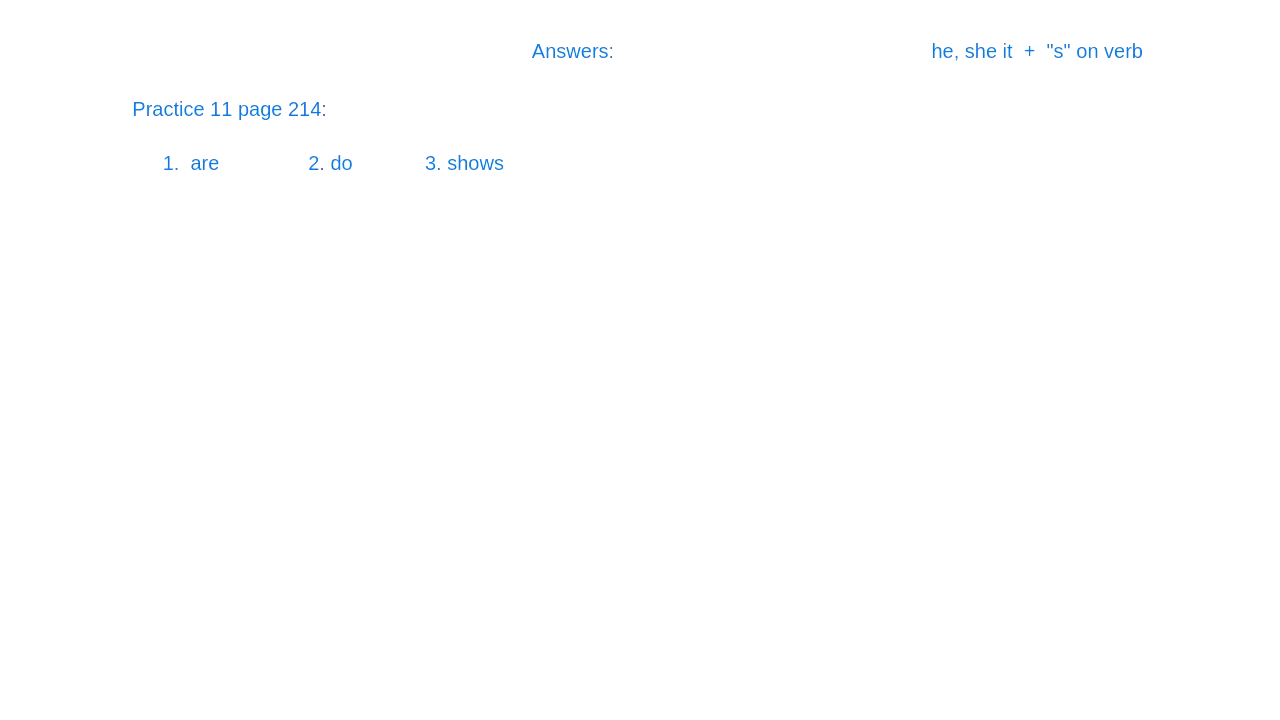 Answers: he, she it + "s" on verb
Practice 11 page 214:
1. are 2. do 3. shows